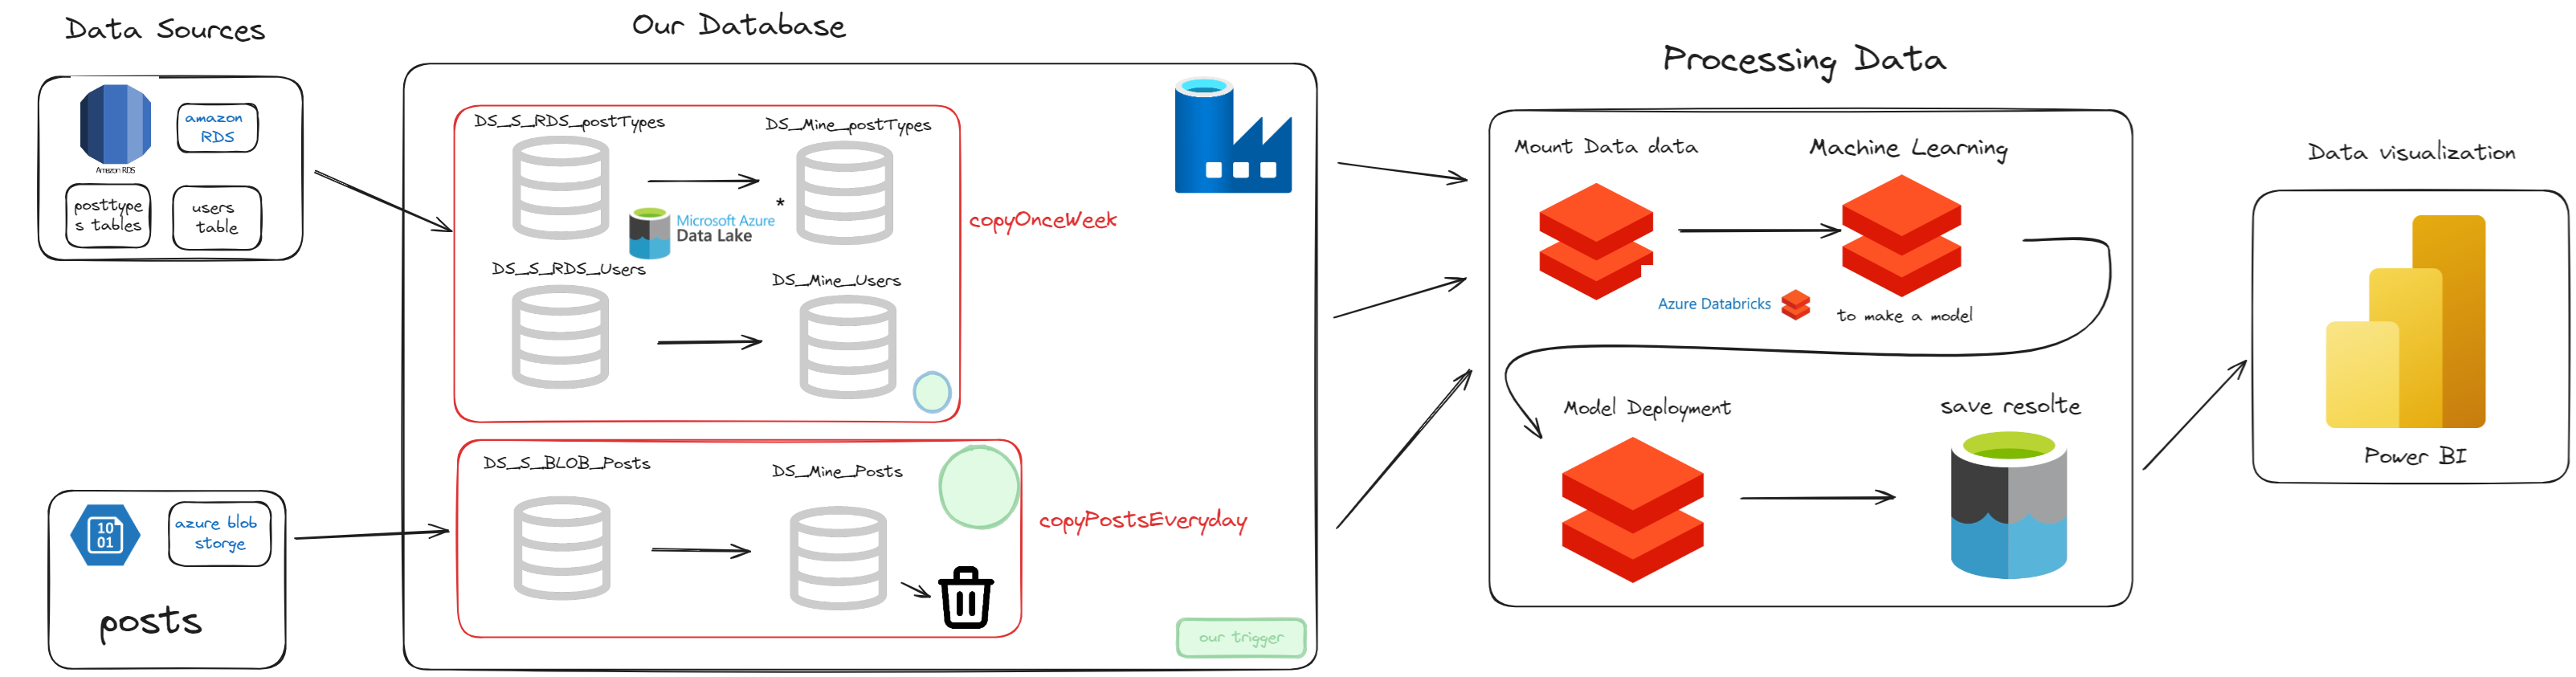 Data Sources
amazon
RDS
Amazon RDS
posttype
s tables
users
table
azure blob
storge
10
01
posts
Our Database
DS_S_RDS_postTypes
DS_Mine_postTypes
*
Microsoft Azure
Data Lake
copyOnceWeek
DS_S_RDS_Users
DS_Mine_Users
DS_S_BLOB_Posts
DS_Mine_Posts
copyPostsEveryday
our trigger
Processing Data
Mount Data data
Machine Learning
Azure Databricks
to make a model
Model Deployment
save resolte
Data visualization
Power BI